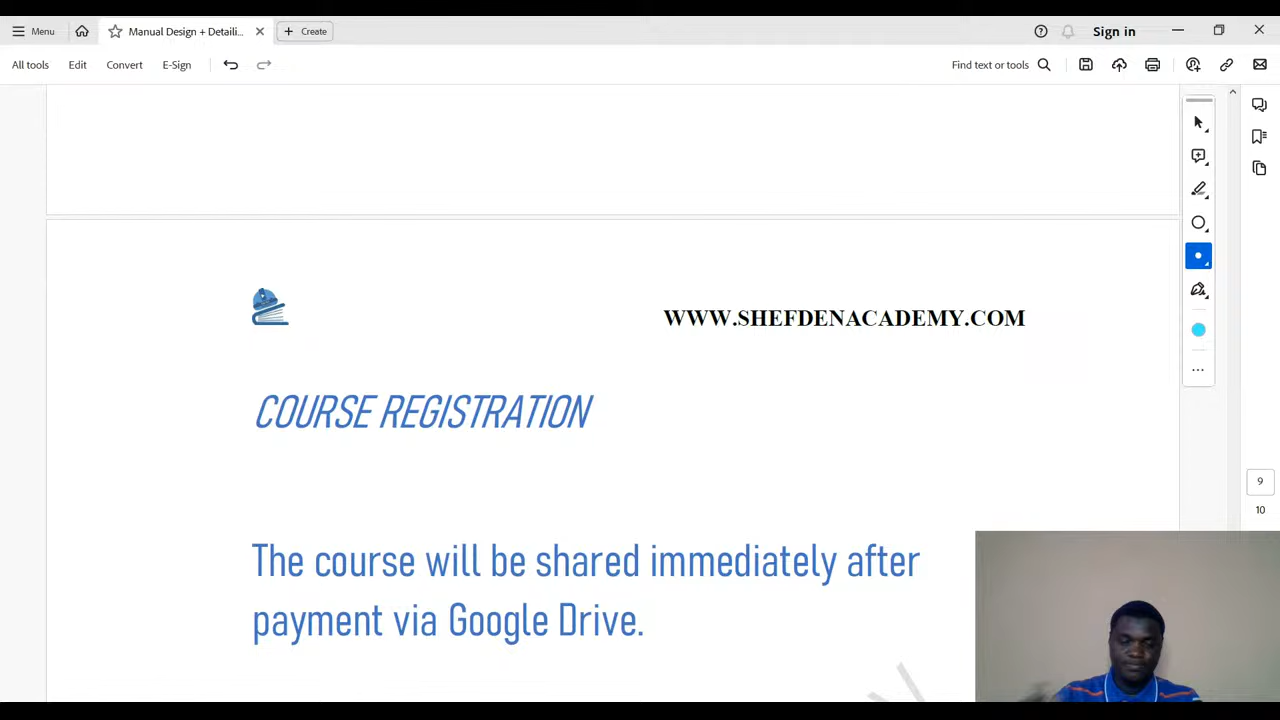 Menu
Manual Design + Detaili...
Create
Sign in
All tools
Edit
Convert
E-Sign
Find text or tools
WWW.SHEFDENACADEMY.COM
COURSE REGISTRATION
The course will be shared immediately after
payment via Google Drive.
9
10